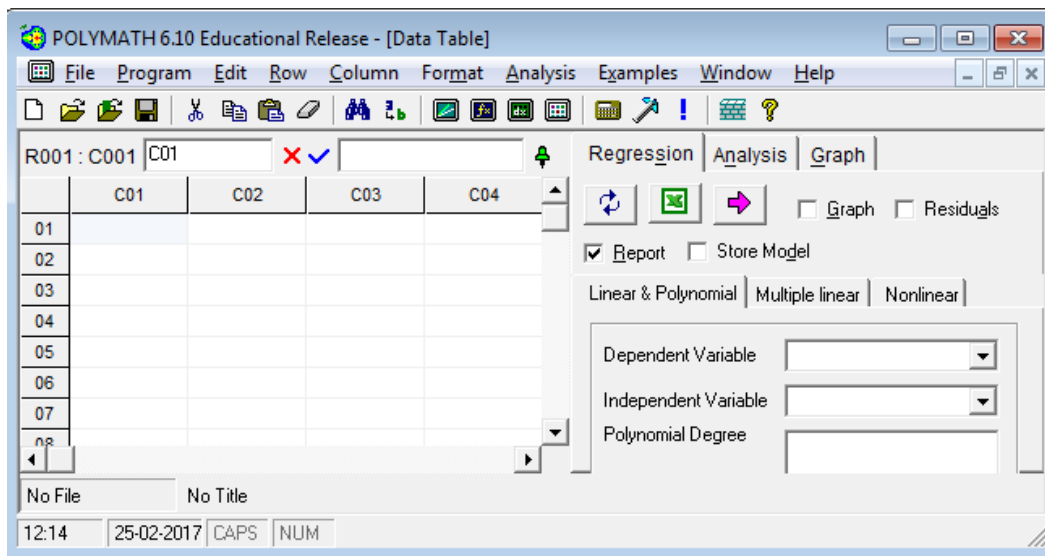 POLYMATH 6.10 Educational Release - [Data Table]
File Program Edit Row Column Format Analysis Examples Window Help
R001 : C001 C01
Regression Analysis Graph
C01 C02 C03 C04
Graph Residuals
01
02
Report Store Model
03
Linear & Polynomial Multiple linear Nonlinear
04
05
Dependent Variable
06
Independent Variable
07
Polynomial Degree
08
No File No Title
12:14 25-02-2017 CAPS NUM